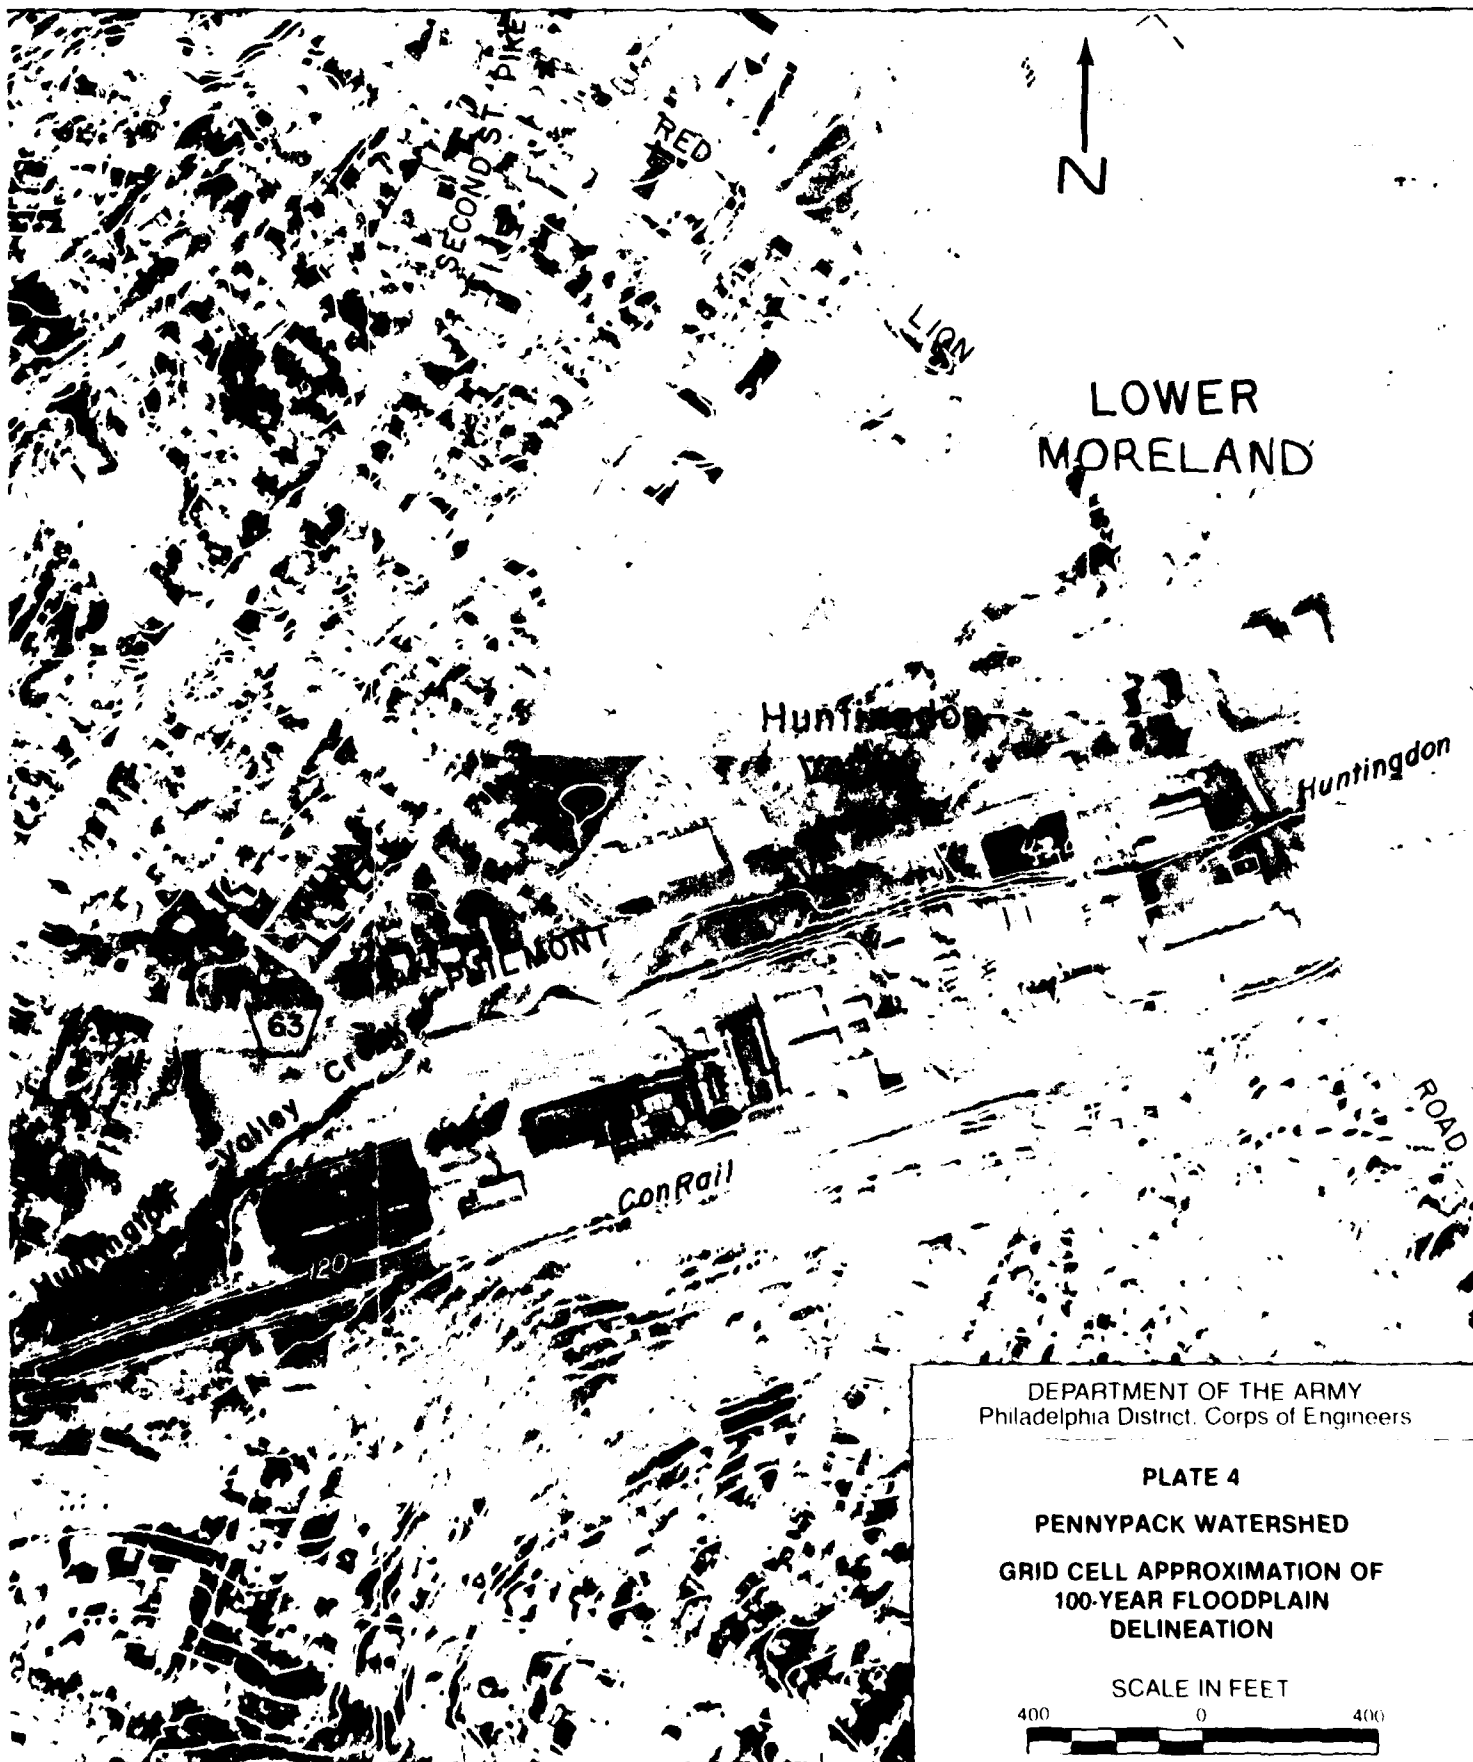 SECOND ST PIKE
RED
LION
N
LOWER
MORELAND
Huntingdon
Huntingdon
PHILMONT
63
Huntington Valley Creek
120
ConRail
ROAD
DEPARTMENT OF THE ARMY
Philadelphia District, Corps of Engineers
PLATE 4
PENNYPACK WATERSHED
GRID CELL APPROXIMATION OF
100-YEAR FLOODPLAIN
DELINEATION
SCALE IN FEET
400 0 400